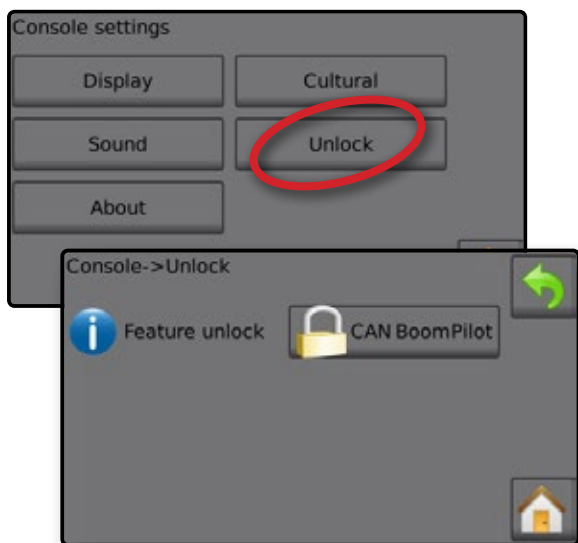 Console settings
Display
Cultural
Sound
Unlock
About
Console->Unlock
Feature unlock
CAN BoomPilot